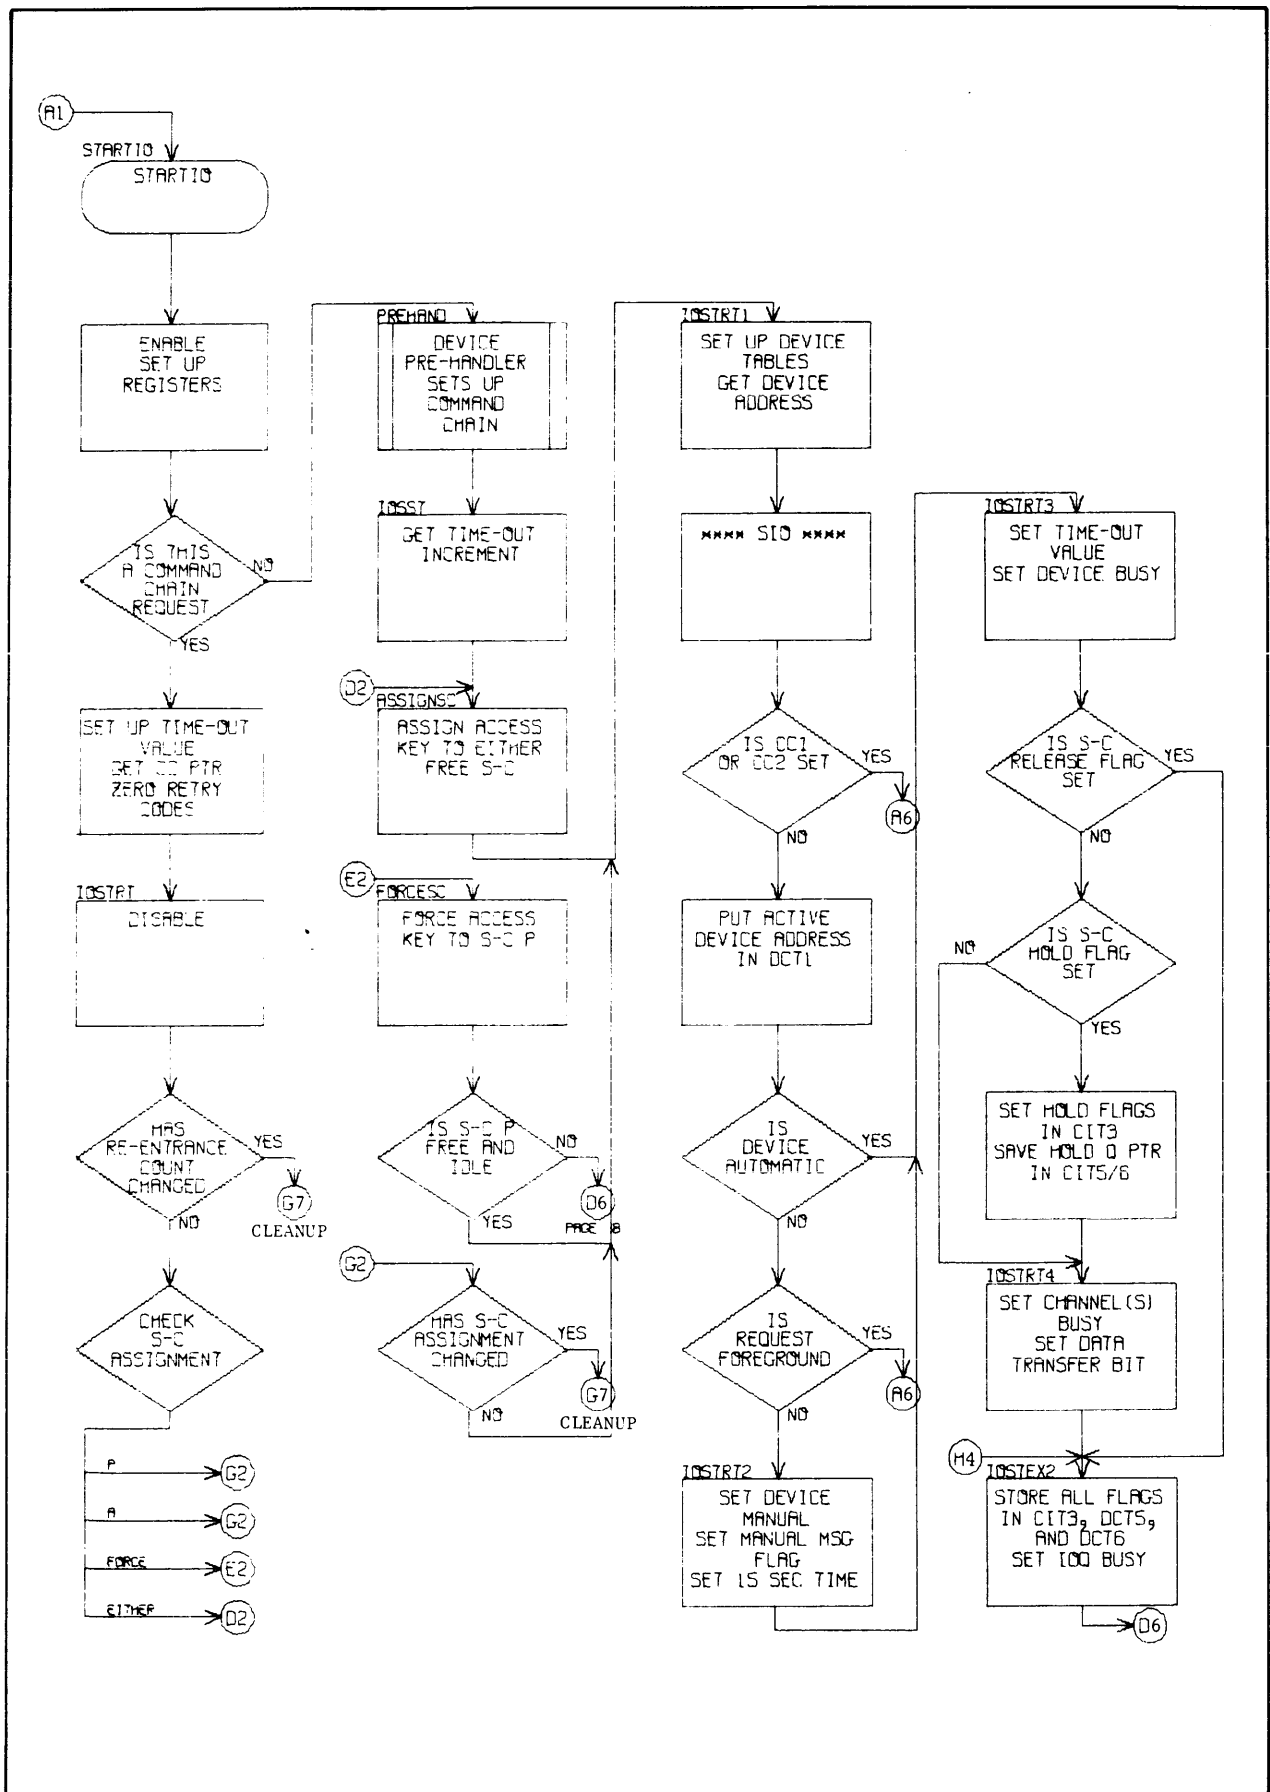 A1
STARTIO
STARTIO
ENABLE
SET UP
REGISTERS
IS THIS
A COMMAND
CHAIN
REQUEST
NO
YES
SET UP TIME-OUT
VALUE
GET CC PTR
ZERO RETRY
CODES
IOSTRT
DISABLE
HAS
RE-ENTRANCE
COUNT
CHANGED
YES
G7
CLEANUP
NO
CHECK
S-C
ASSIGNMENT
P
G2
A
G2
FORCE
E2
EITHER
D2
PREHAND
DEVICE
PRE-HANDLER
SETS UP
COMMAND
CHAIN
IOSST
GET TIME-OUT
INCREMENT
D2
ASSIGNSC
ASSIGN ACCESS
KEY TO EITHER
FREE S-C
E2
FORCESC
FORCE ACCESS
KEY TO S-C P
IS S-C P
FREE AND
IDLE
NO
D6
YES
PAGE
G2
HAS S-C
ASSIGNMENT
CHANGED
YES
G7
CLEANUP
NO
IOSTRT1
SET UP DEVICE
TABLES
GET DEVICE
ADDRESS
**** SIO ****
IS CC1
OR CC2 SET
YES
A6
NO
PUT ACTIVE
DEVICE ADDRESS
IN DCT1
IS
DEVICE
AUTOMATIC
YES
NO
IS
REQUEST
FOREGROUND
YES
A6
NO
IOSTRT2
SET DEVICE
MANUAL
SET MANUAL MSG
FLAG
SET 15 SEC TIME
IOSTRT3
SET TIME-OUT
VALUE
SET DEVICE BUSY
IS S-C
RELEASE FLAG
SET
YES
NO
IS S-C
HOLD FLAG
SET
NO
YES
SET HOLD FLAGS
IN CIT3
SAVE HOLD Q PTR
IN CIT5/6
IOSTRT4
SET CHANNEL(S)
BUSY
SET DATA
TRANSFER BIT
H4
IOSTEX2
STORE ALL FLAGS
IN CIT3, DCT5,
AND DCT6
SET IOQ BUSY
D6